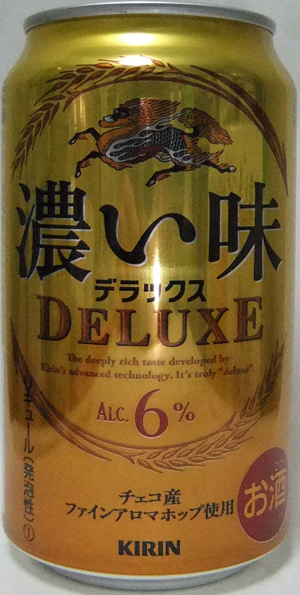 濃い味
デラックス
DELUXE
The deeply rich taste developed by
Kirin's advanced technology. It's truly "deluxe".
ALC. 6%
リキュール(発泡性)①
チェコ産
ファインアロマホップ使用
お酒
KIRIN